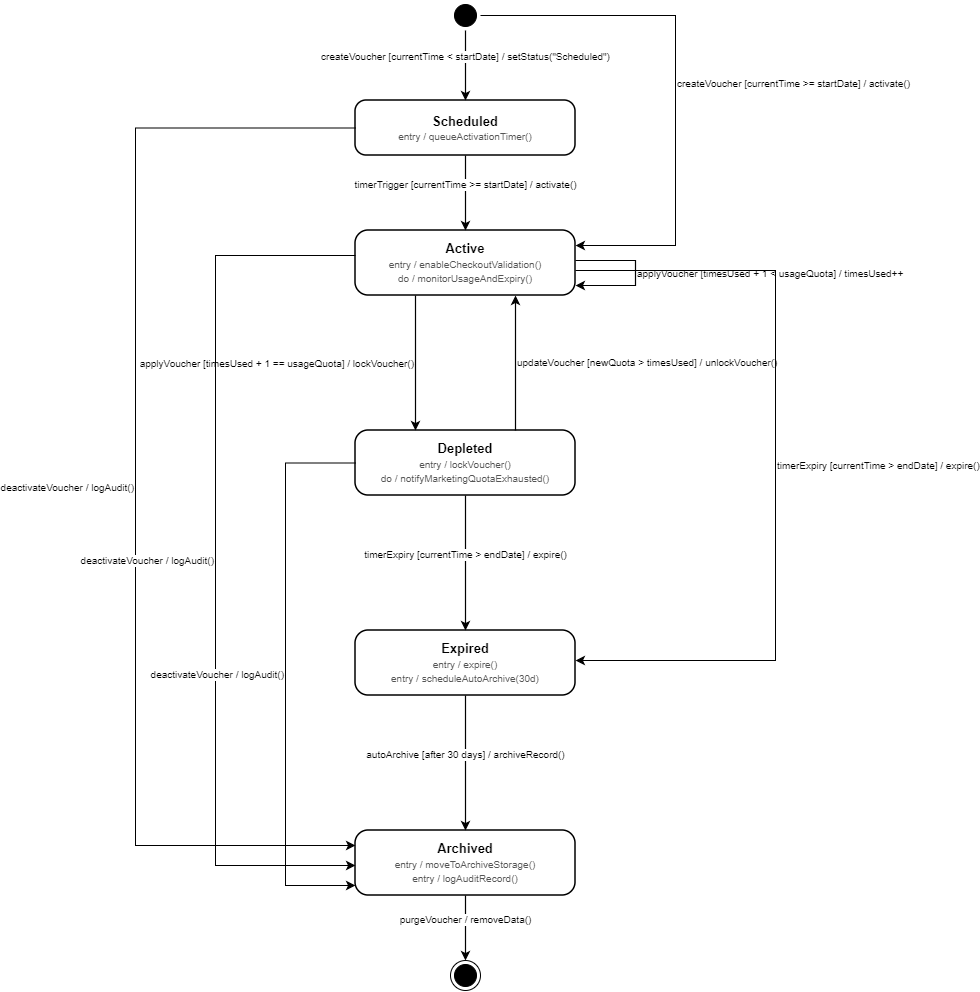 createVoucher [currentTime < startDate] / setStatus("Scheduled")
createVoucher [currentTime >= startDate] / activate()
Scheduled
entry / queueActivationTimer()
timerTrigger [currentTime >= startDate] / activate()
Active
entry / enableCheckoutValidation()
do / monitorUsageAndExpiry()
applyVoucher [timesUsed + 1 < usageQuota] / timesUsed++
applyVoucher [timesUsed + 1 == usageQuota] / lockVoucher()
updateVoucher [newQuota > timesUsed] / unlockVoucher()
Depleted
entry / lockVoucher()
do / notifyMarketingQuotaExhausted()
timerExpiry [currentTime > endDate] / expire()
deactivateVoucher / logAudit()
timerExpiry [currentTime > endDate] / expire()
deactivateVoucher / logAudit()
Expired
entry / expire()
entry / scheduleAutoArchive(30d)
deactivateVoucher / logAudit()
autoArchive [after 30 days] / archiveRecord()
Archived
entry / moveToArchiveStorage()
entry / logAuditRecord()
purgeVoucher / removeData()